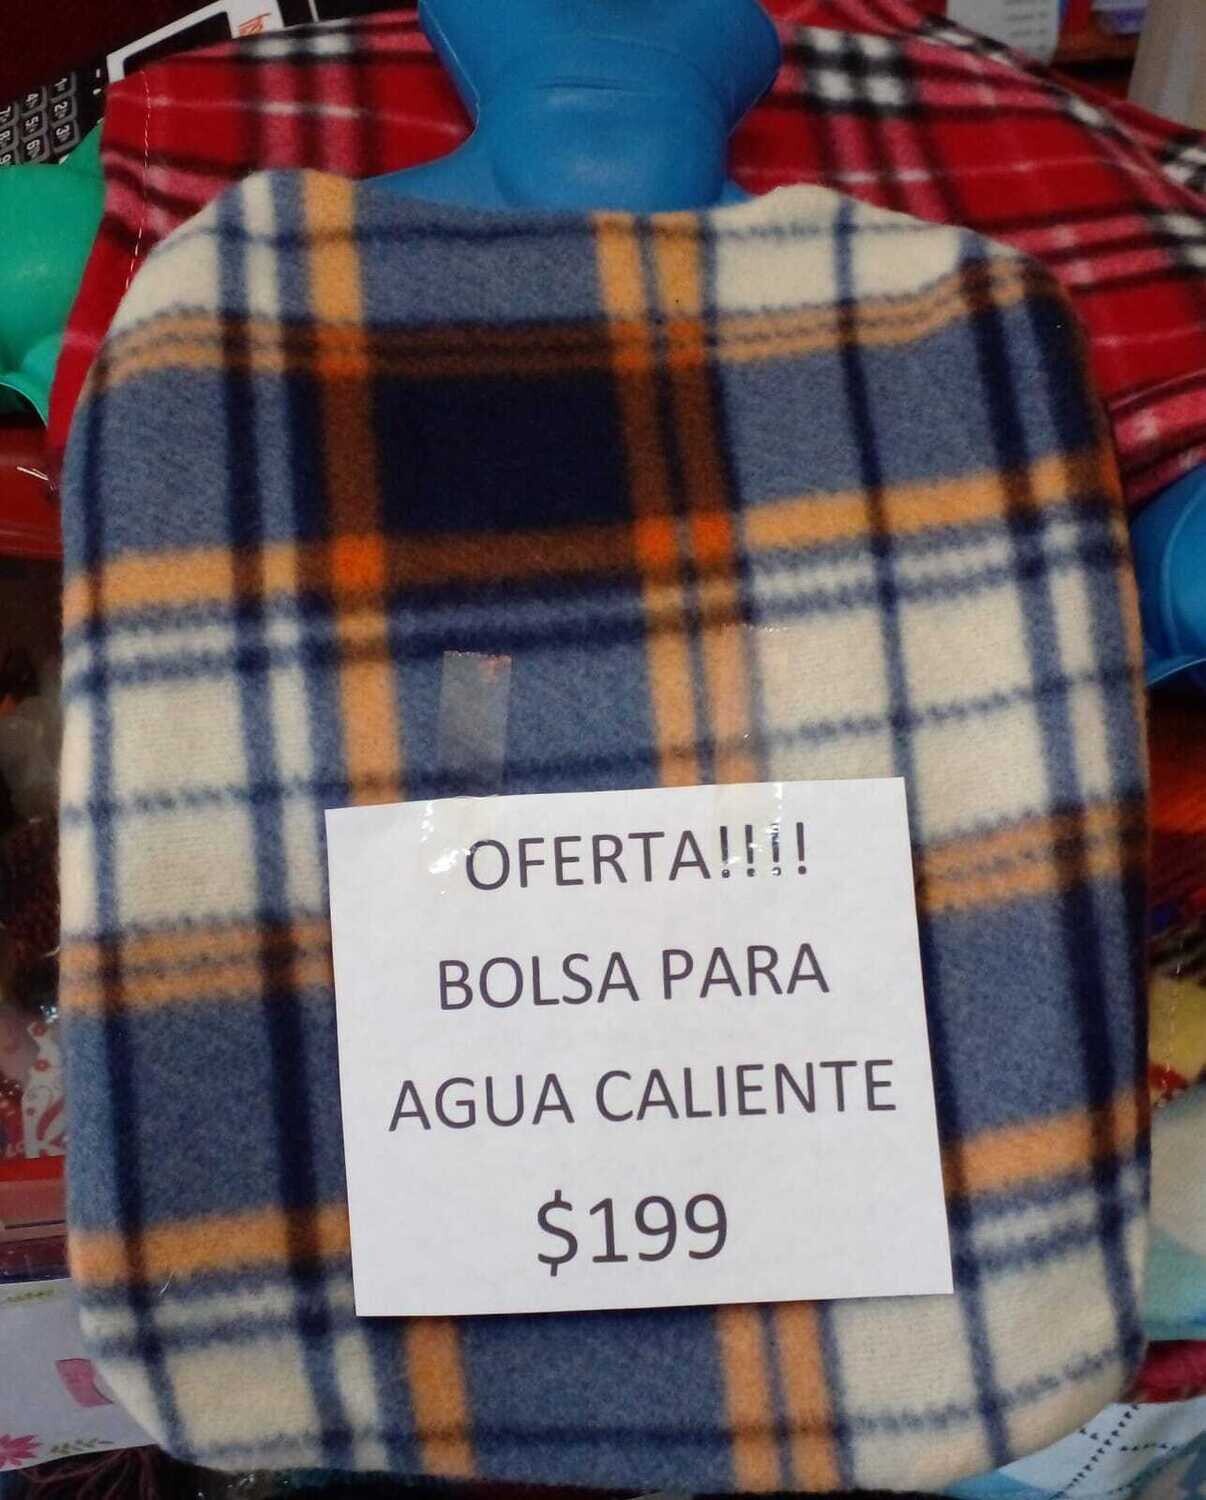 OFERTA!!!!
BOLSA PARA
AGUA CALIENTE
$199